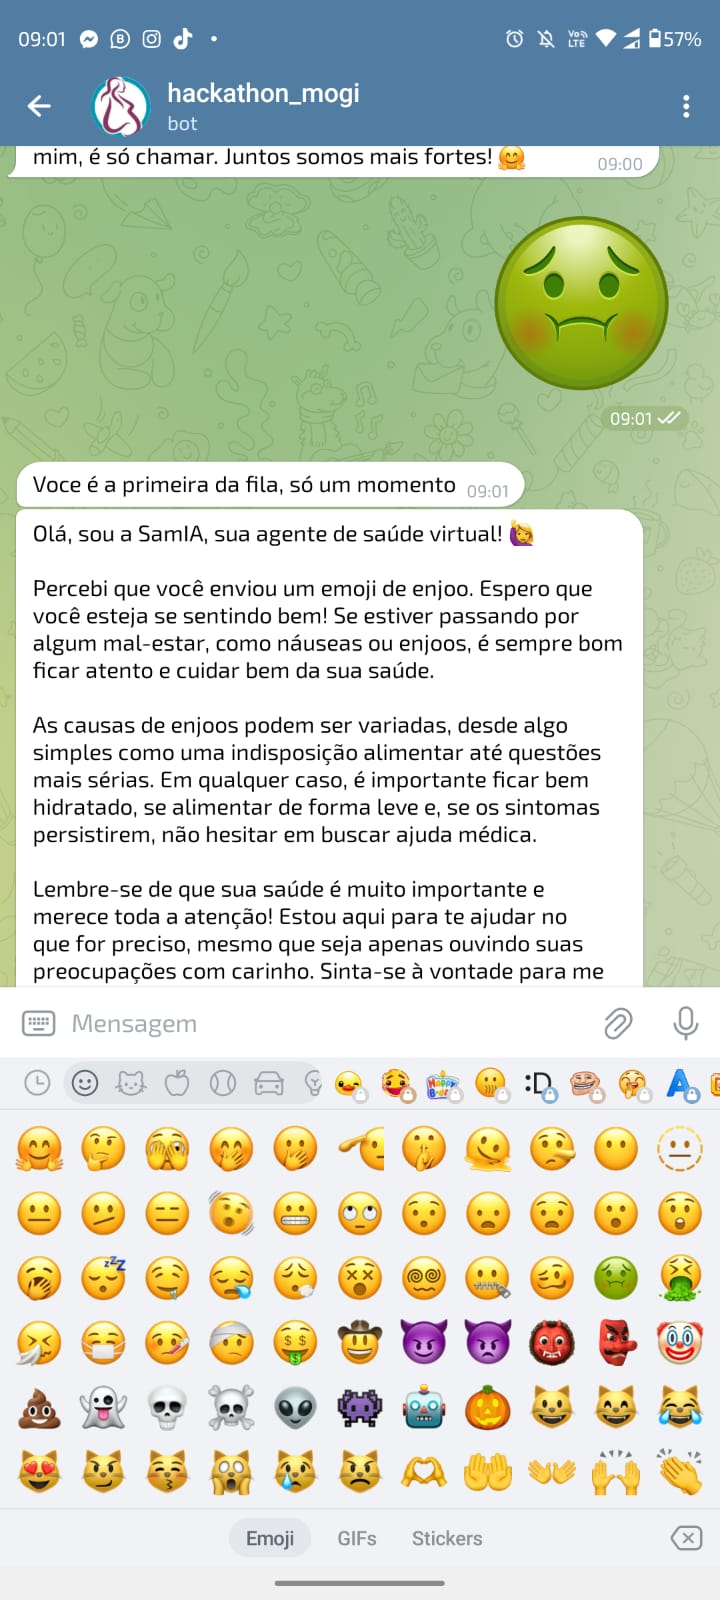 09:01
Vo))
LTE
57%
hackathon_mogi
bot
mim, é só chamar. Juntos somos mais fortes! 🤗
09:00
09:01
Voce é a primeira da fila, só um momento
09:01
Olá, sou a SamIA, sua agente de saúde virtual! 🙋‍♀️
Percebi que você enviou um emoji de enjoo. Espero que
você esteja se sentindo bem! Se estiver passando por
algum mal-estar, como náuseas ou enjoos, é sempre bom
ficar atento e cuidar bem da sua saúde.
As causas de enjoos podem ser variadas, desde algo
simples como uma indisposição alimentar até questões
mais sérias. Em qualquer caso, é importante ficar bem
hidratado, se alimentar de forma leve e, se os sintomas
persistirem, não hesitar em buscar ajuda médica.
Lembre-se de que sua saúde é muito importante e
merece toda a atenção! Estou aqui para te ajudar no
que for preciso, mesmo que seja apenas ouvindo suas
preocupações com carinho. Sinta-se à vontade para me
Mensagem
HAPPY
:D
A
Emoji
GIFs
Stickers